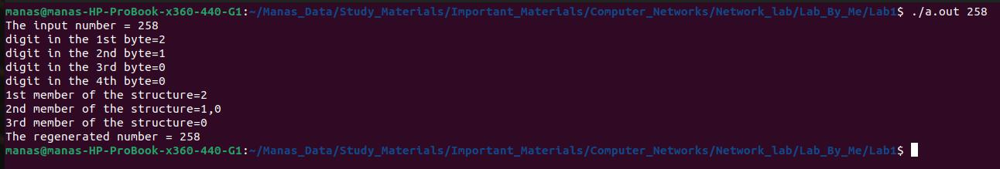 manas@manas-HP-ProBook-x360-440-G1:~/Manas_Data/Study_Materials/Important_Materials/Computer_Networks/Network_lab/Lab_By_Me/Lab1$ ./a.out 258
The input number = 258
digit in the 1st byte=2
digit in the 2nd byte=1
digit in the 3rd byte=0
digit in the 4th byte=0
1st member of the structure=2
2nd member of the structure=1,0
3rd member of the structure=0
The regenerated number = 258
manas@manas-HP-ProBook-x360-440-G1:~/Manas_Data/Study_Materials/Important_Materials/Computer_Networks/Network_lab/Lab_By_Me/Lab1$